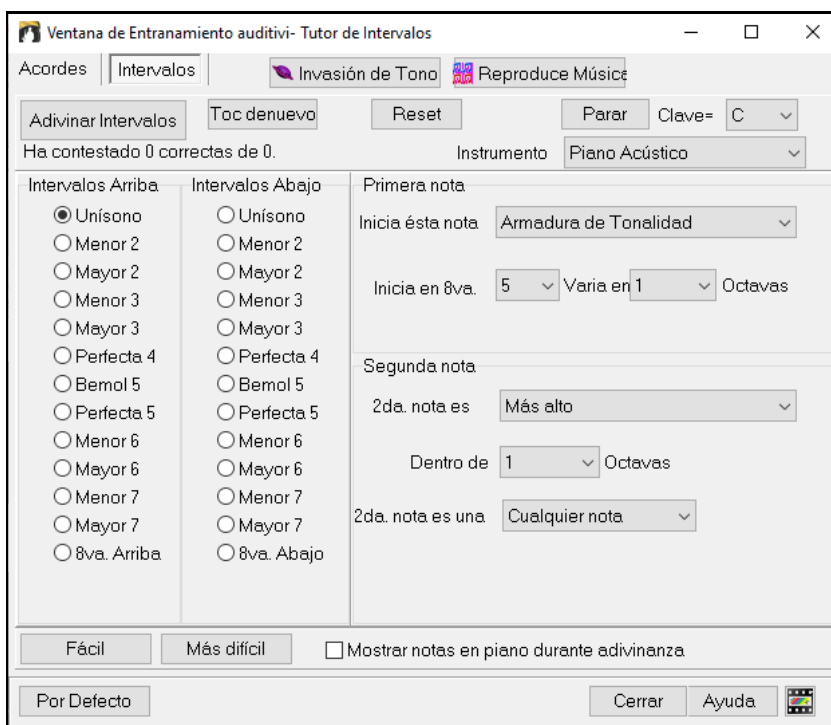 Ventana de Entranamiento auditivi- Tutor de Intervalos
Acordes Intervalos Invasión de Tono Reproduce Música
Adivinar Intervalos Toc denuevo Reset Parar Clave= C
Ha contestado 0 correctas de 0. Instrumento Piano Acústico
Intervalos Arriba Intervalos Abajo Primera nota
Unísono Unísono Inicia ésta nota Armadura de Tonalidad
Menor 2 Menor 2
Mayor 2 Mayor 2
Menor 3 Menor 3 Inicia en 8va. 5 Varia en 1 Octavas
Mayor 3 Mayor 3
Perfecta 4 Perfecta 4 Segunda nota
Bemol 5 Bemol 5
Perfecta 5 Perfecta 5 2da. nota es Más alto
Menor 6 Menor 6
Mayor 6 Mayor 6 Dentro de 1 Octavas
Menor 7 Menor 7
Mayor 7 Mayor 7 2da. nota es una Cualquier nota
8va. Arriba 8va. Abajo
Fácil Más difícil Mostrar notas en piano durante adivinanza
Por Defecto Cerrar Ayuda